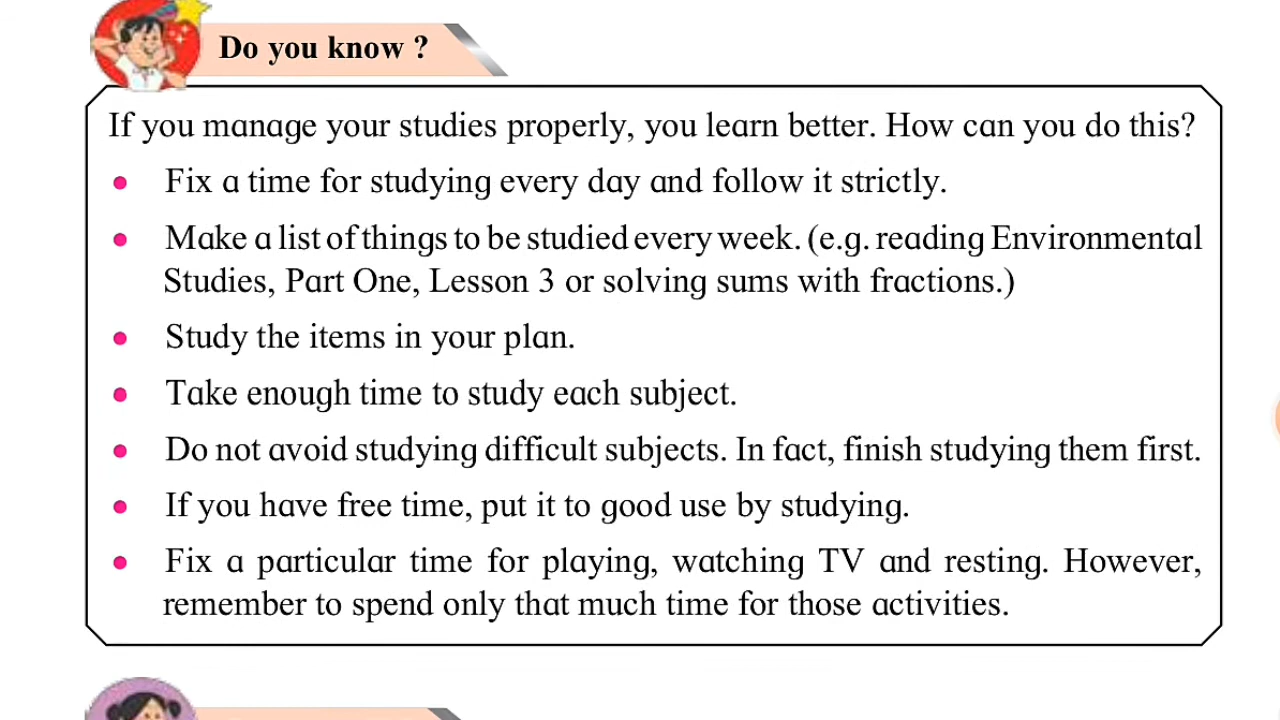 Do you know ?
If you manage your studies properly, you learn better. How can you do this?
• Fix a time for studying every day and follow it strictly.
• Make a list of things to be studied every week. (e.g. reading Environmental
Studies, Part One, Lesson 3 or solving sums with fractions.)
• Study the items in your plan.
• Take enough time to study each subject.
• Do not avoid studying difficult subjects. In fact, finish studying them first.
• If you have free time, put it to good use by studying.
• Fix a particular time for playing, watching TV and resting. However,
remember to spend only that much time for those activities.